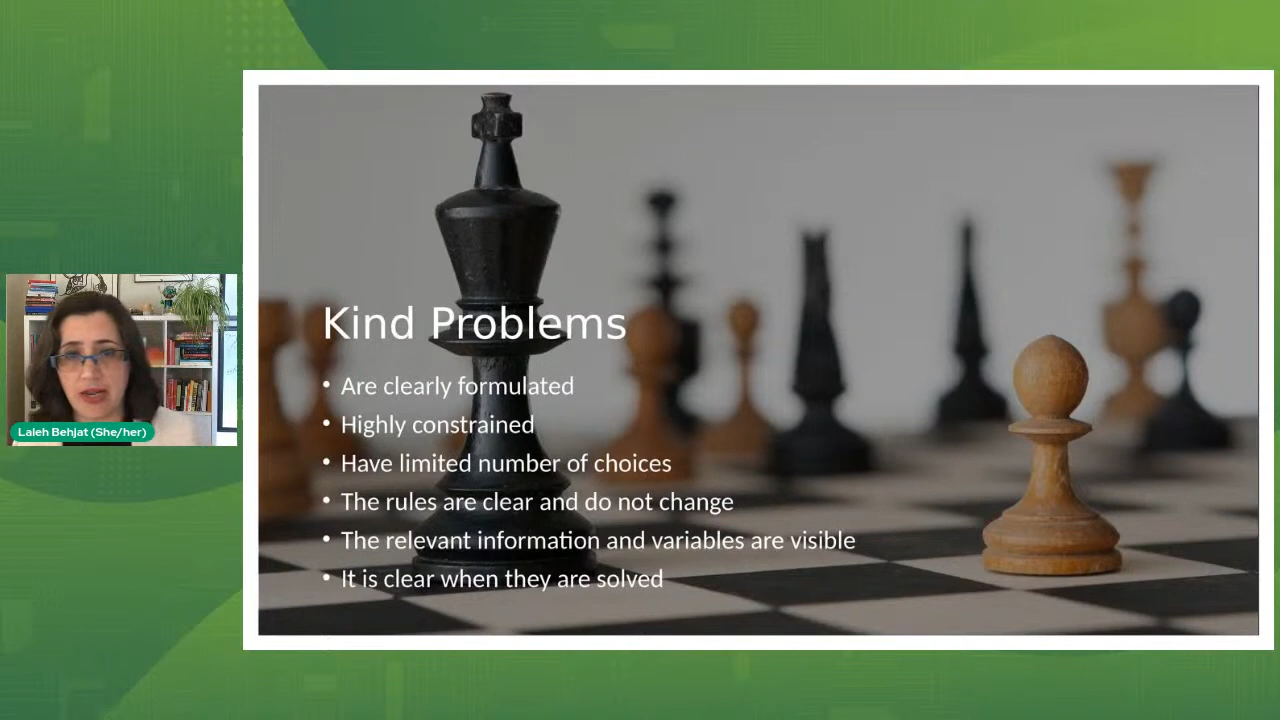 Kind Problems
• Are clearly formulated
• Highly constrained
• Have limited number of choices
• The rules are clear and do not change
• The relevant information and variables are visible
• It is clear when they are solved
Laleh Behjat (She/her)